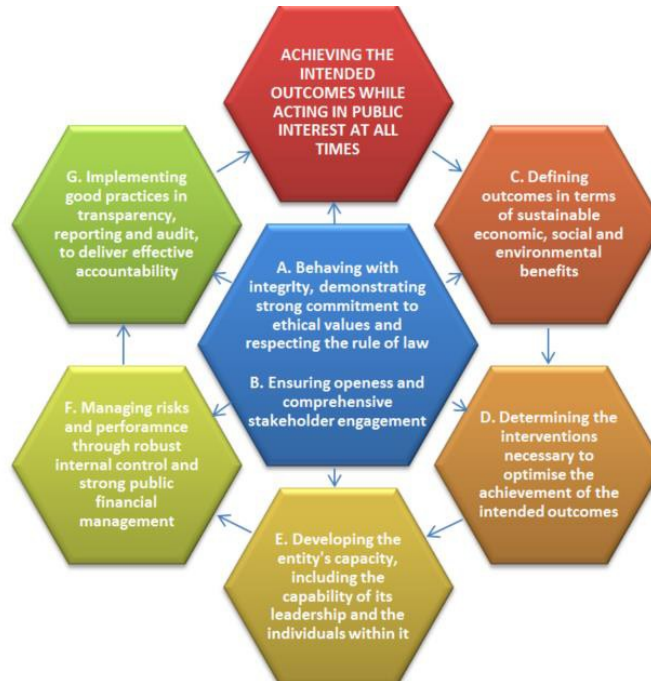 ACHIEVING THE
INTENDED
OUTCOMES WHILE
ACTING IN PUBLIC
INTEREST AT ALL
TIMES
C. Defining
outcomes in terms
of sustainable
economic, social and
environmental
benefits
D. Determining the
interventions
necessary to
optimise the
achievement of the
intended outcomes
E. Developing the
entity's capacity,
including the
capability of its
leadership and the
individuals within it
F. Managing risks
and perforamnce
through robust
internal control and
strong public
financial
management
G. Implementing
good practices in
transparency,
reporting and audit,
to deliver effective
accountability
A. Behaving with
integrity, demonstrating
strong commitment to
ethical values and
respecting the rule of law
B. Ensuring openess and
comprehensive
stakeholder engagement